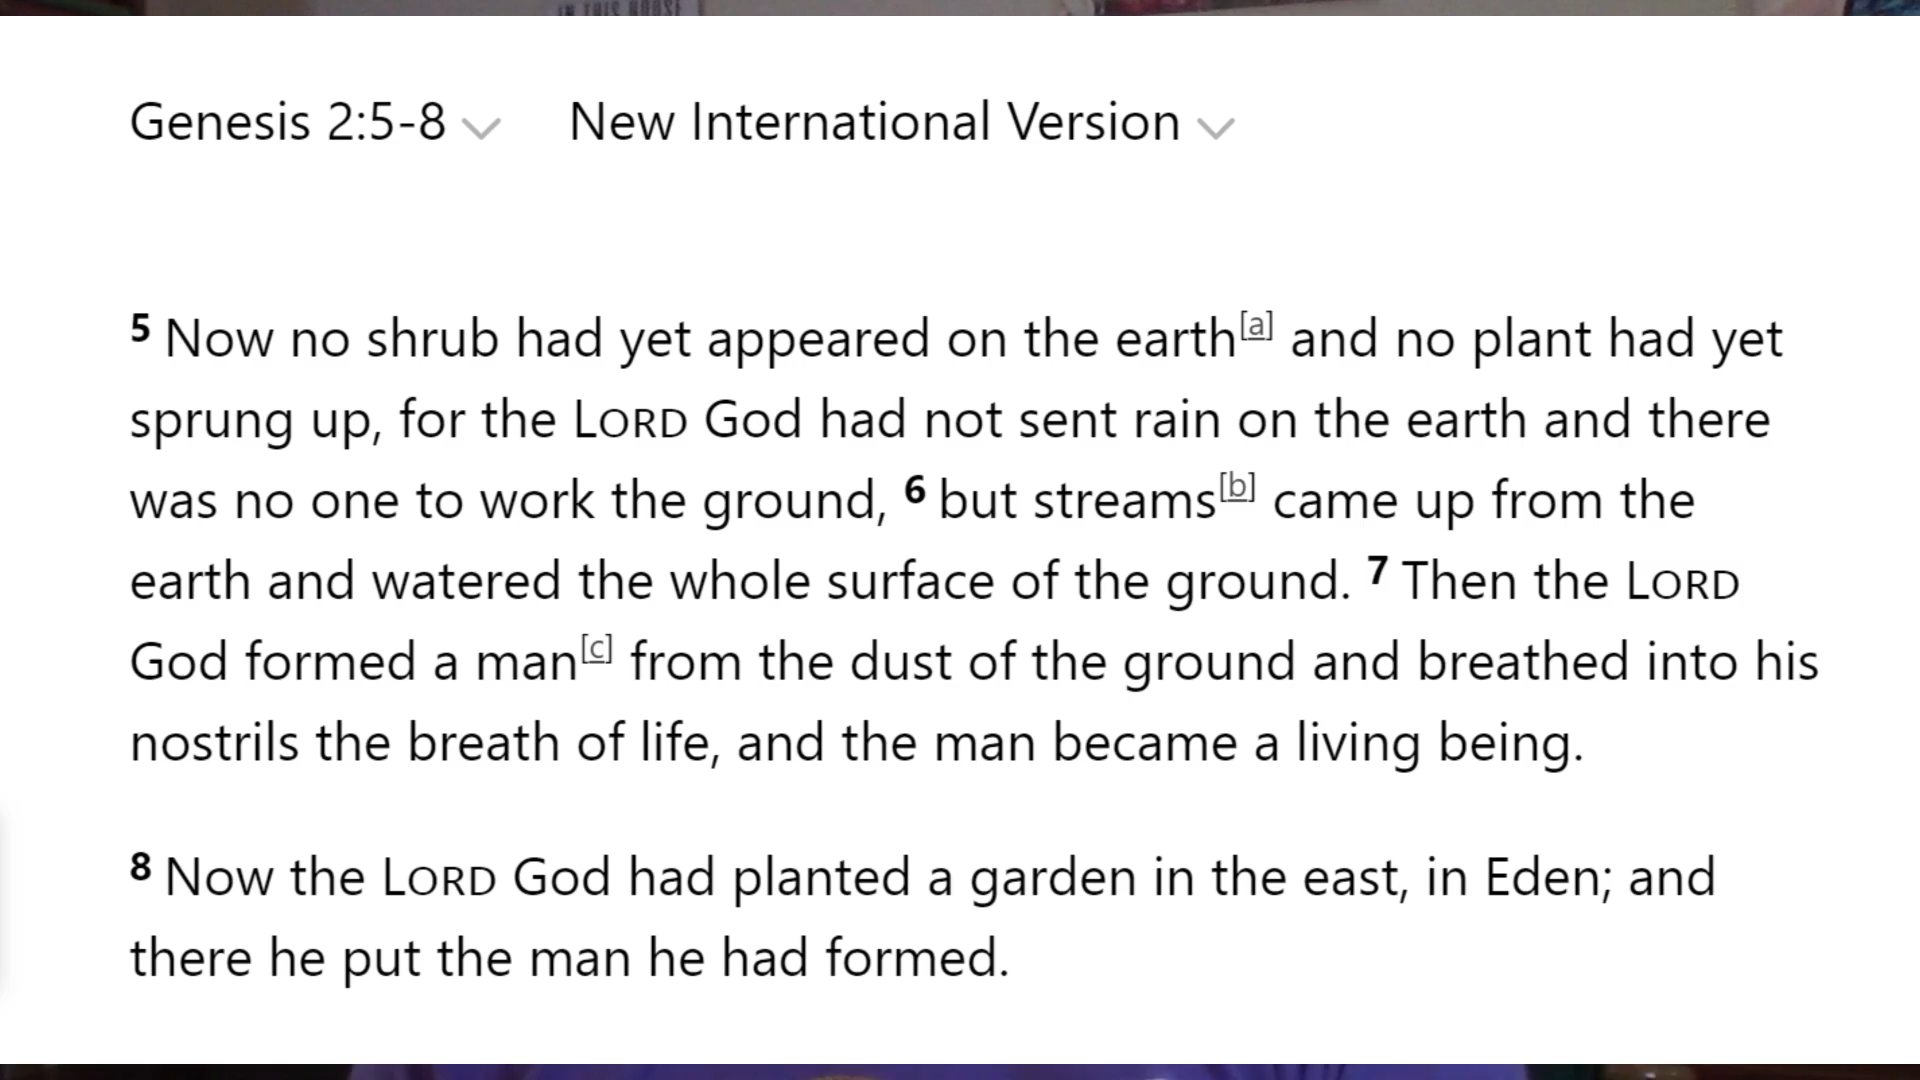 IN THIS HOUSE
Genesis 2:5-8 New International Version
5 Now no shrub had yet appeared on the earth[a] and no plant had yet
sprung up, for the LORD God had not sent rain on the earth and there
was no one to work the ground, 6 but streams[b] came up from the
earth and watered the whole surface of the ground. 7 Then the LORD
God formed a man[c] from the dust of the ground and breathed into his
nostrils the breath of life, and the man became a living being.
8 Now the LORD God had planted a garden in the east, in Eden; and
there he put the man he had formed.